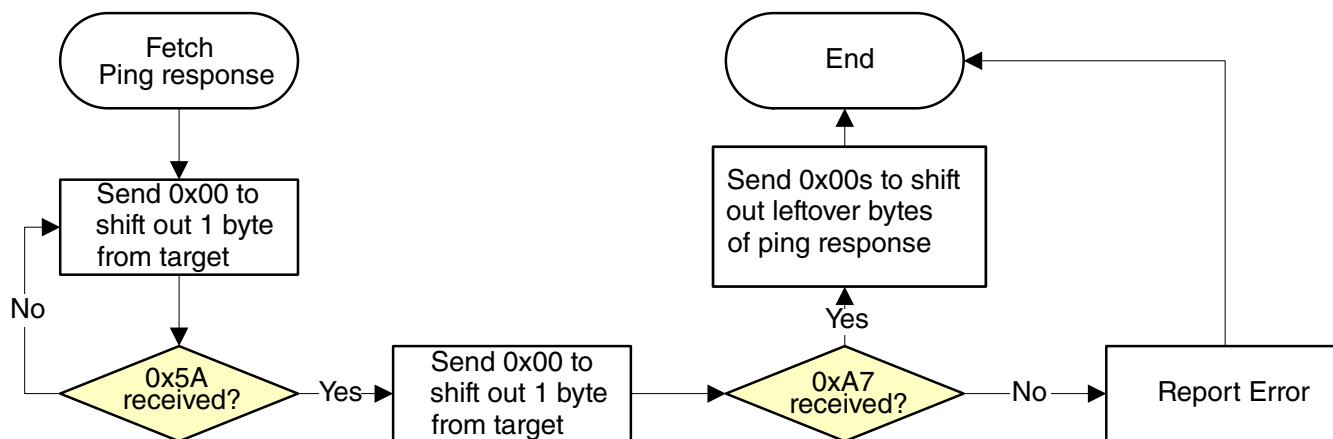 Fetch
Ping response
Send 0x00 to
shift out 1 byte
from target
No
0x5A
received?
Yes
Send 0x00 to
shift out 1 byte
from target
0xA7
received?
Yes
Send 0x00s to shift
out leftover bytes
of ping response
End
No
Report Error